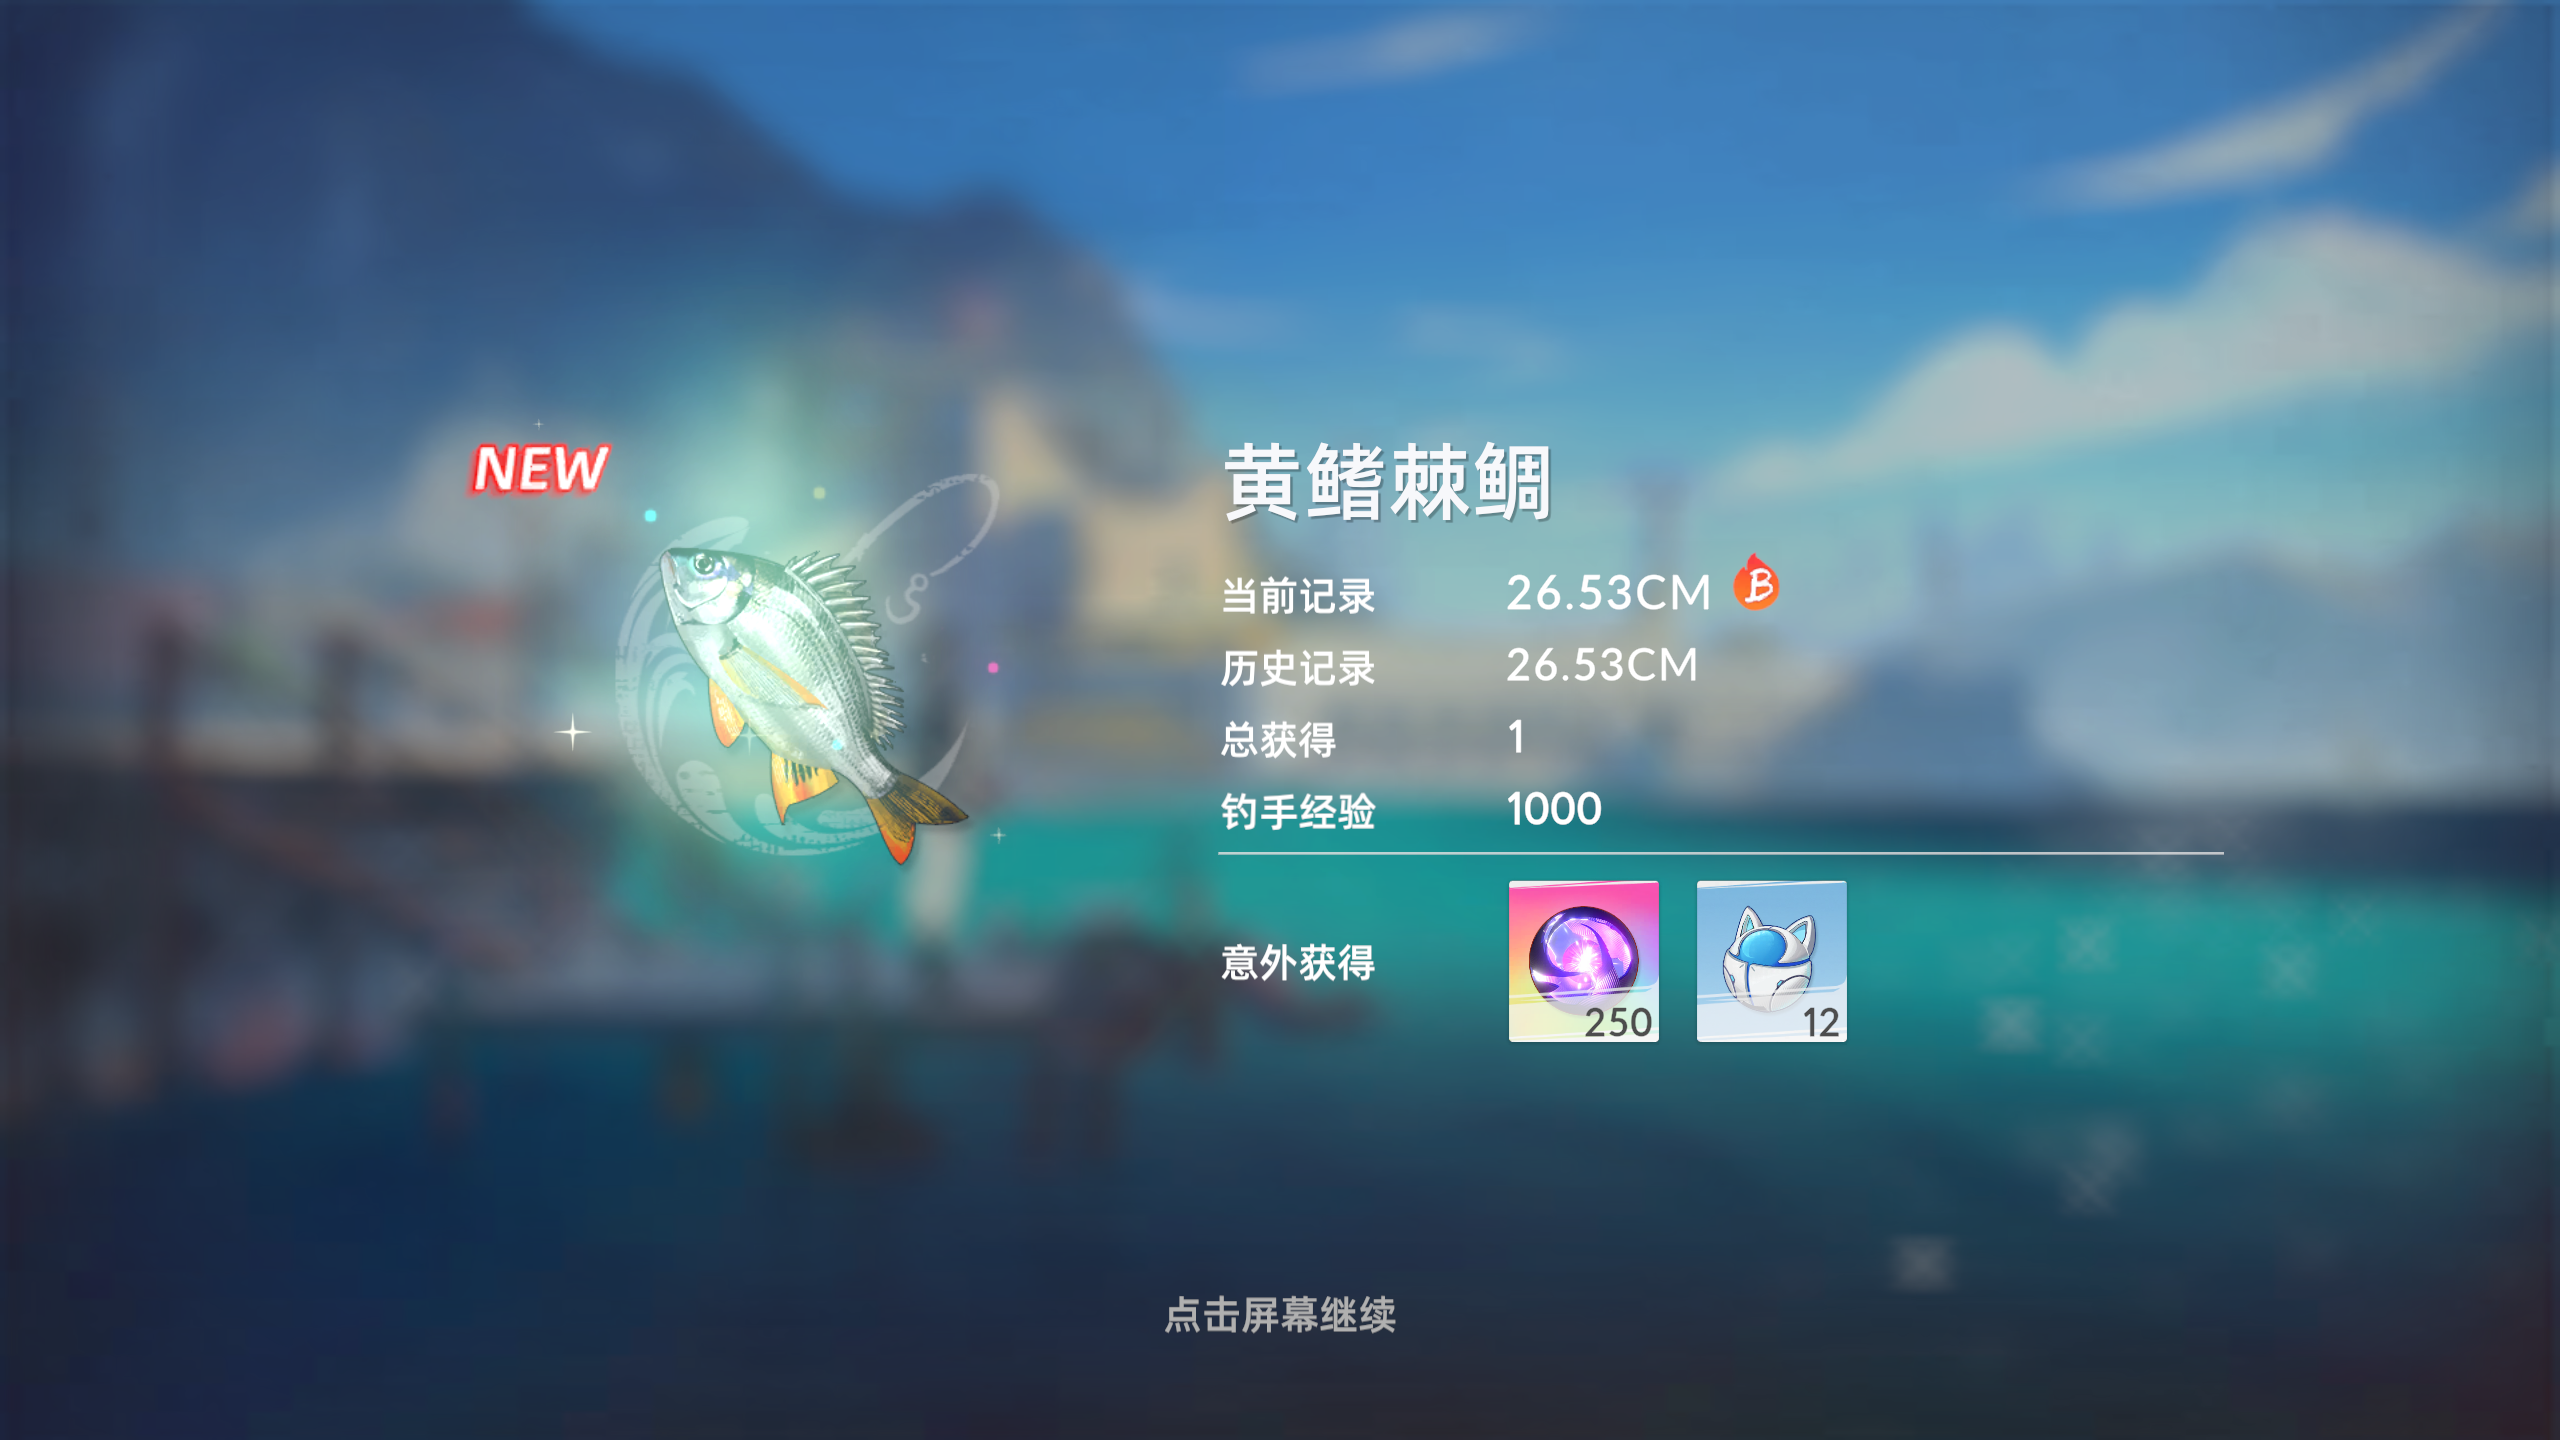 NEW
黄鳍棘鲷
当前记录 26.53CM B
历史记录 26.53CM
总获得 1
钓手经验 1000
意外获得 250 12
点击屏幕继续